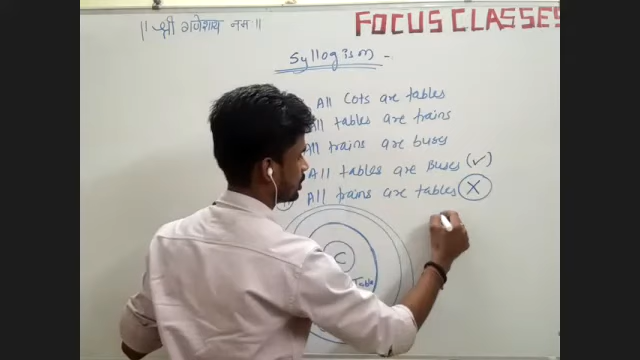 || श्री गणेशाय नमः ||
FOCUS CLASSES
Syllogism -
All Cots are tables
All tables are trains
All trains are buses
All tables are Buses (✓)
All trains are tables (X)
C
Table